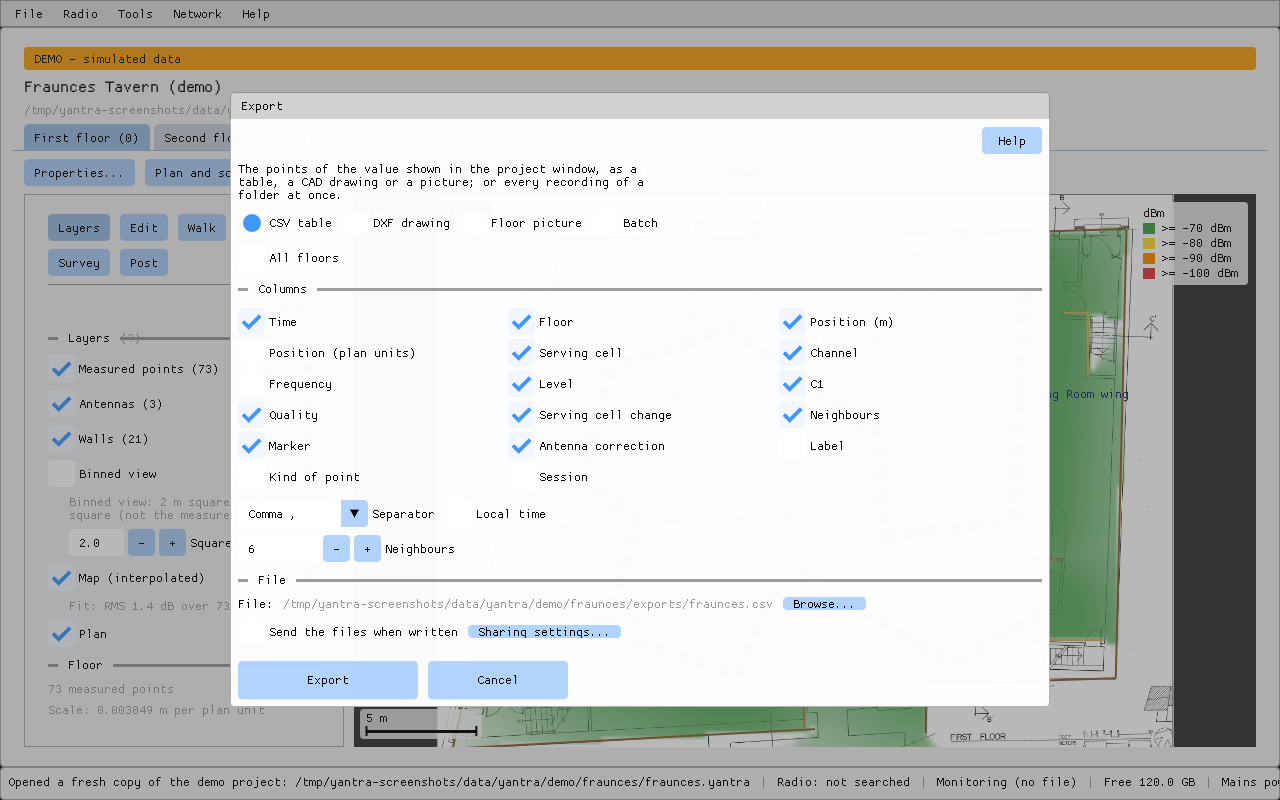 File Radio Tools Network Help
DEMO - simulated data
Fraunces Tavern (demo)
/tmp/yantra-screenshots/data/y
First floor (0) Second flo
Properties... Plan and sc
Layers Edit Walk
Survey Post
Layers (?)
Measured points (73)
Antennas (3)
Walls (21)
Binned view
Binned view: 2 m square
square (not the measure
2.0 - + Square
Map (interpolated)
Fit: RMS 1.4 dB over 73
Plan
Floor
73 measured points
Scale: 0.003049 m per plan unit
Export
Help
The points of the value shown in the project window, as a
table, a CAD drawing or a picture; or every recording of a
folder at once.
CSV table DXF drawing Floor picture Batch
All floors
Columns
Time Floor Position (m)
Position (plan units) Serving cell Channel
Frequency Level C1
Quality Serving cell change Neighbours
Marker Antenna correction Label
Kind of point Session
Comma , Separator Local time
6 - + Neighbours
File
File: /tmp/yantra-screenshots/data/yantra/demo/fraunces/exports/fraunces.csv Browse...
Send the files when written Sharing settings...
Export Cancel
dBm
>= -70 dBm
>= -80 dBm
>= -90 dBm
>= -100 dBm
ng Room wing
5 m
FIRST FLOOR
Opened a fresh copy of the demo project: /tmp/yantra-screenshots/data/yantra/demo/fraunces/fraunces.yantra | Radio: not searched | Monitoring (no file) | Free 120.0 GB | Mains po